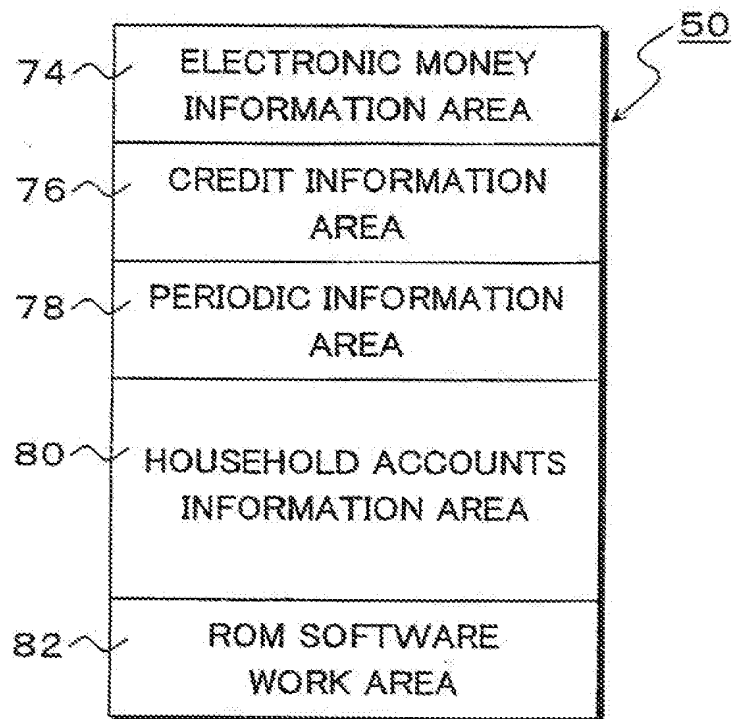 50
74 ELECTRONIC MONEY
INFORMATION AREA
76 CREDIT INFORMATION
AREA
78 PERIODIC INFORMATION
AREA
80 HOUSEHOLD ACCOUNTS
INFORMATION AREA
82 ROM SOFTWARE
WORK AREA